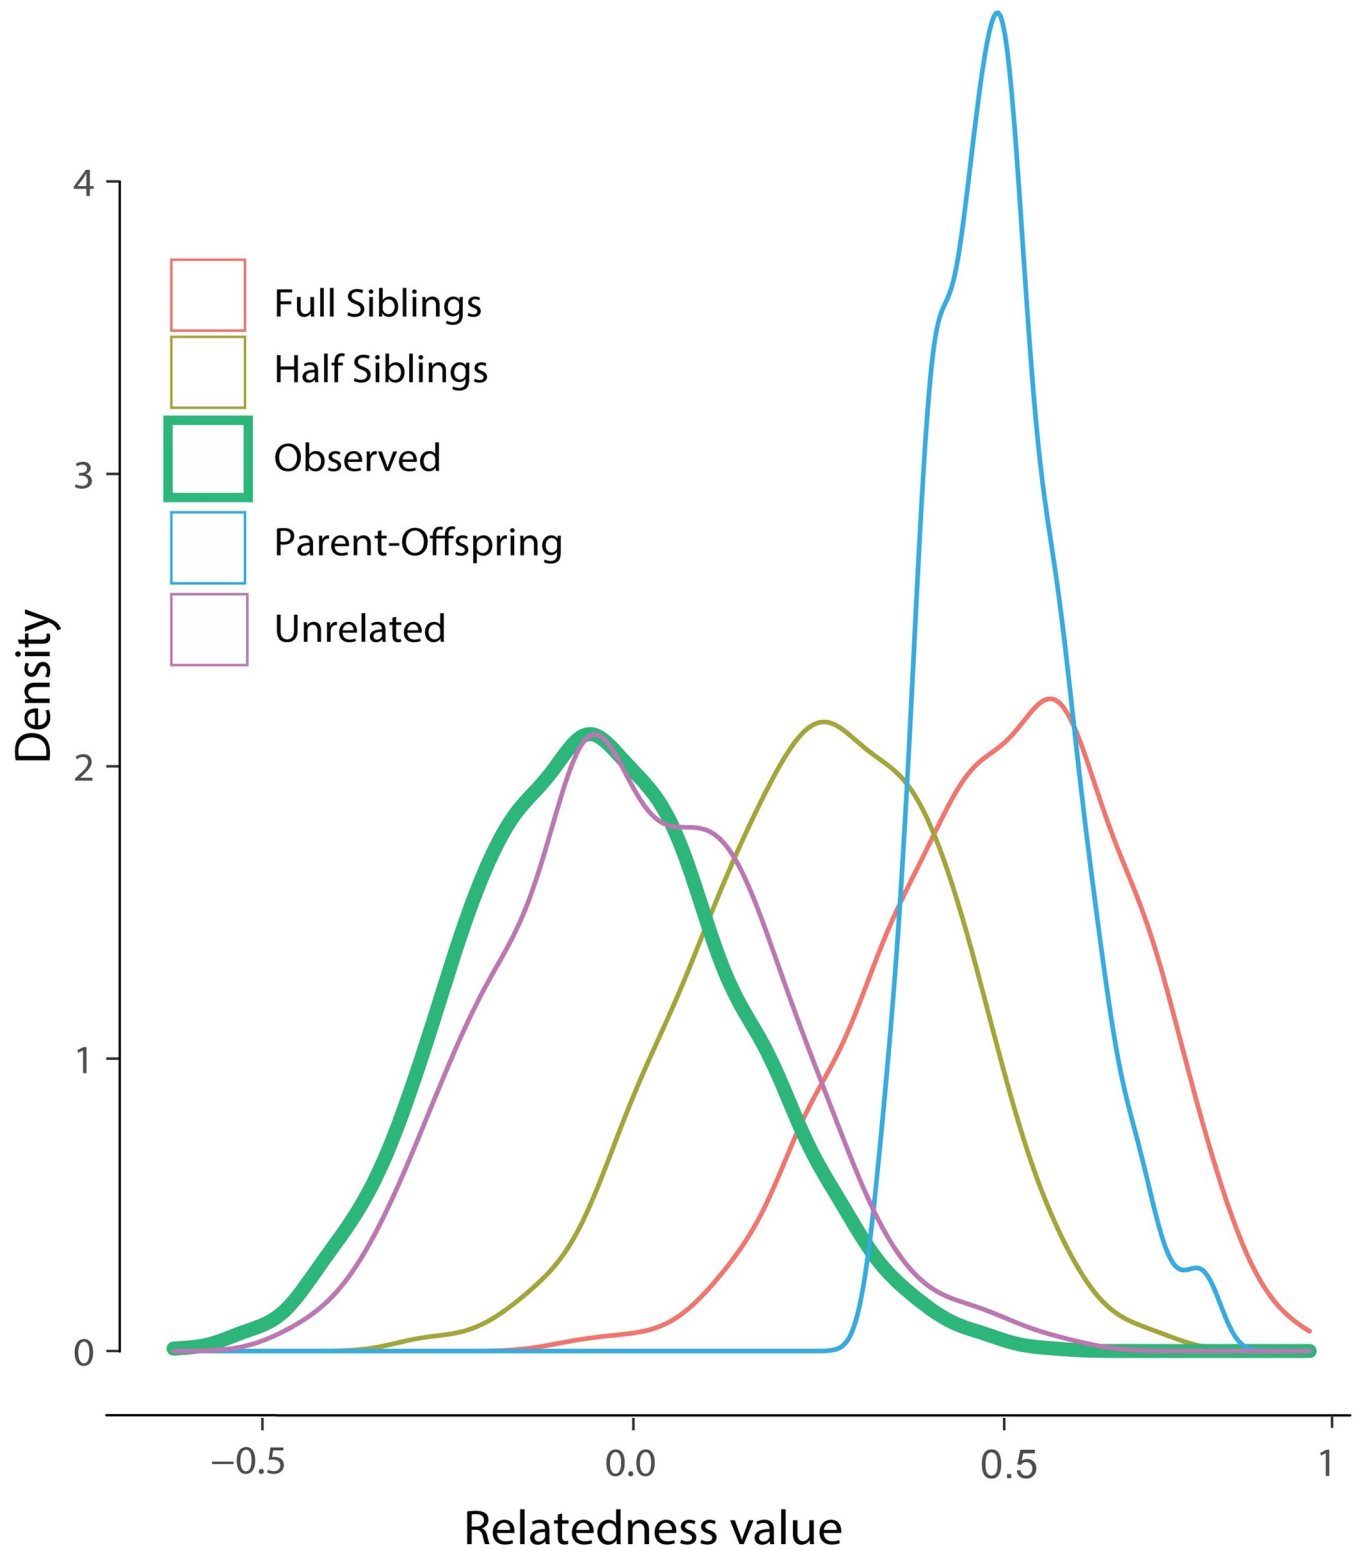 4
Full Siblings
Half Siblings
3
Observed
Parent-Offspring
Unrelated
Density
2
1
0
−0.5
0.0
0.5
1
Relatedness value